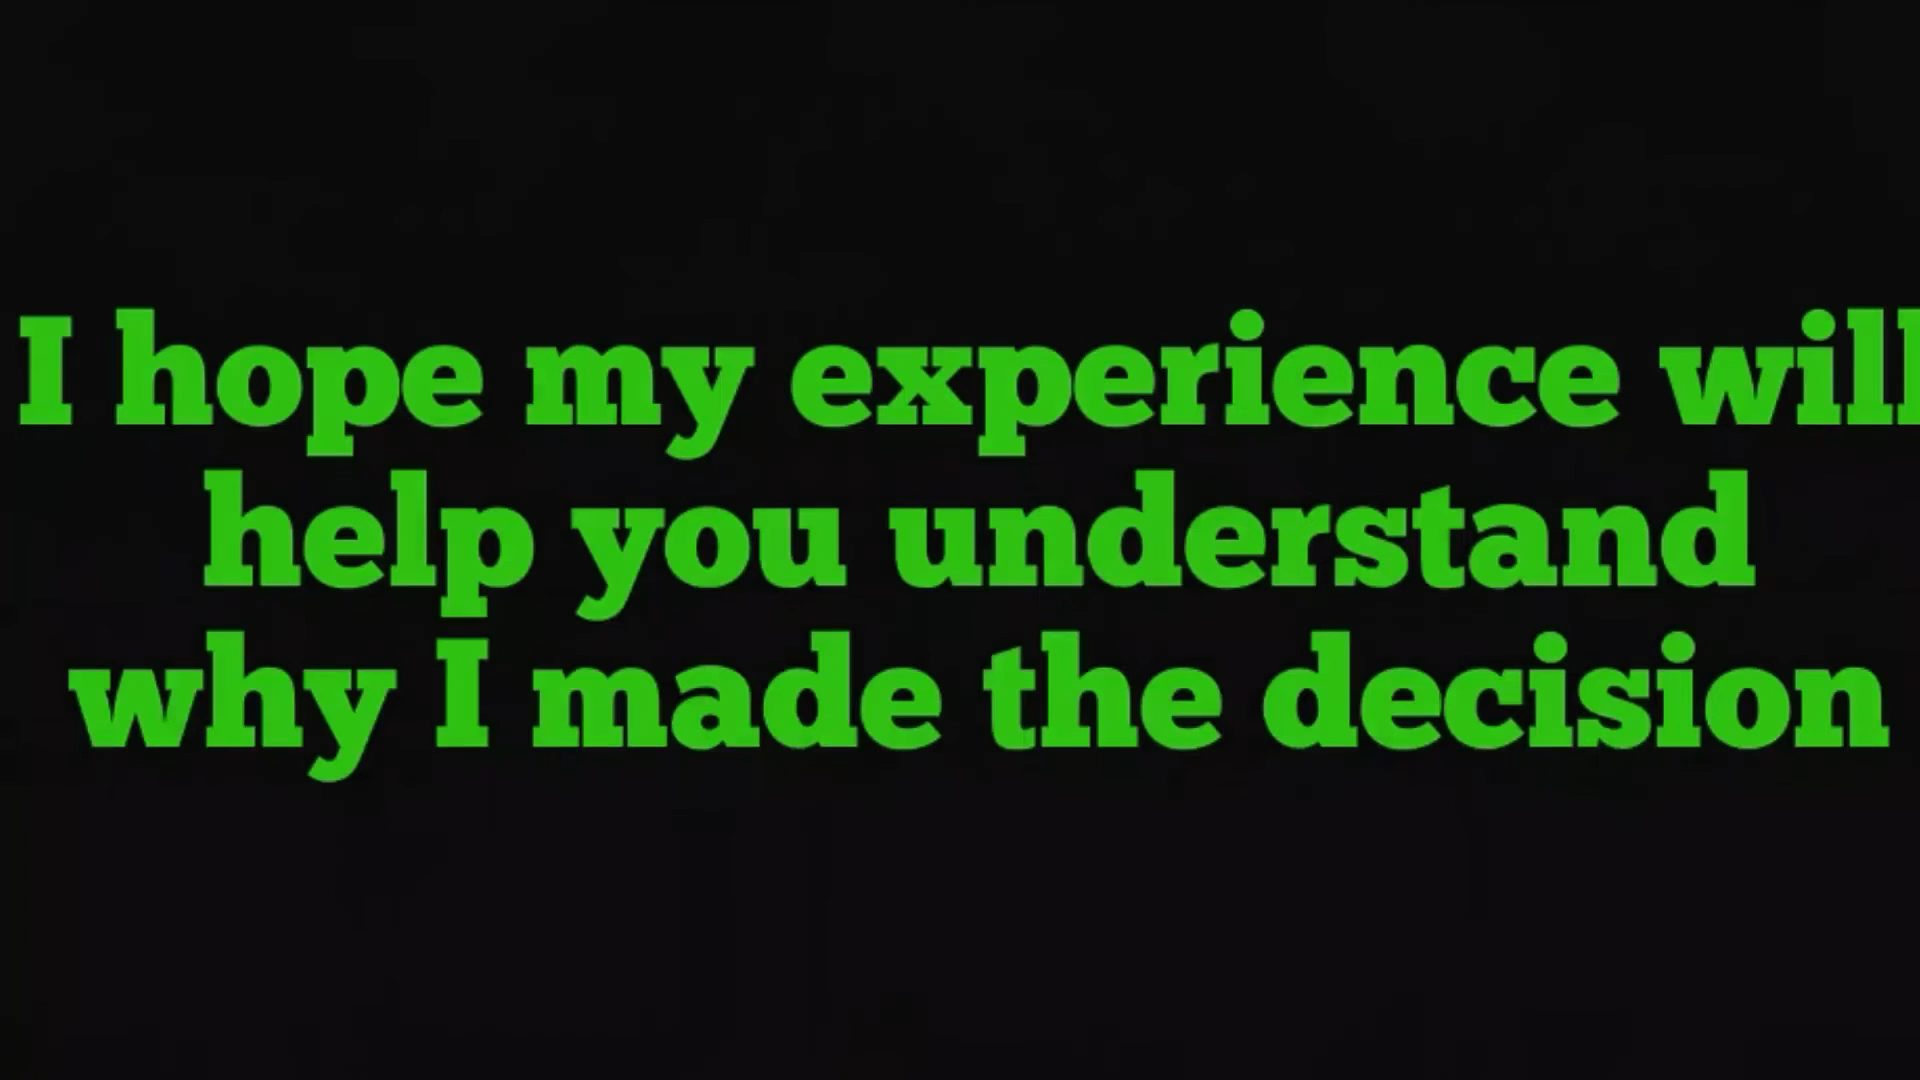 I hope my experience will
help you understand
why I made the decision